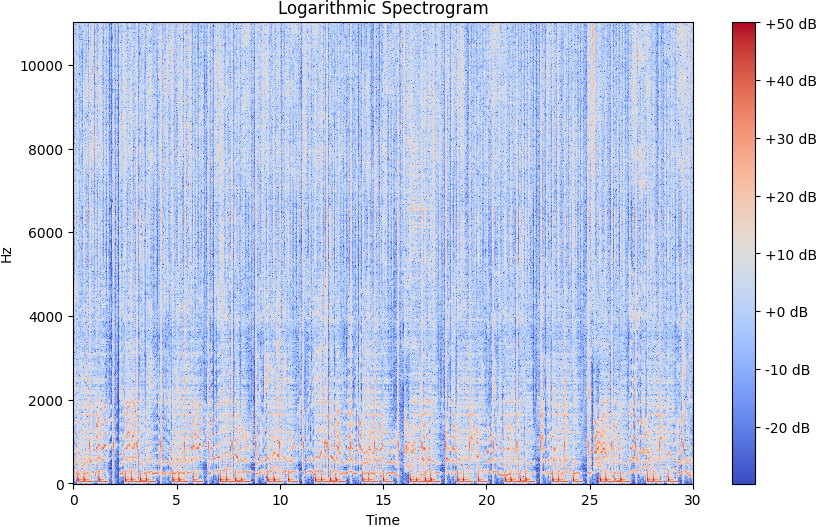 Logarithmic Spectrogram
+50 dB
+40 dB
+30 dB
+20 dB
+10 dB
+0 dB
-10 dB
-20 dB
10000
8000
6000
4000
2000
0
Hz
0 5 10 15 20 25 30
Time